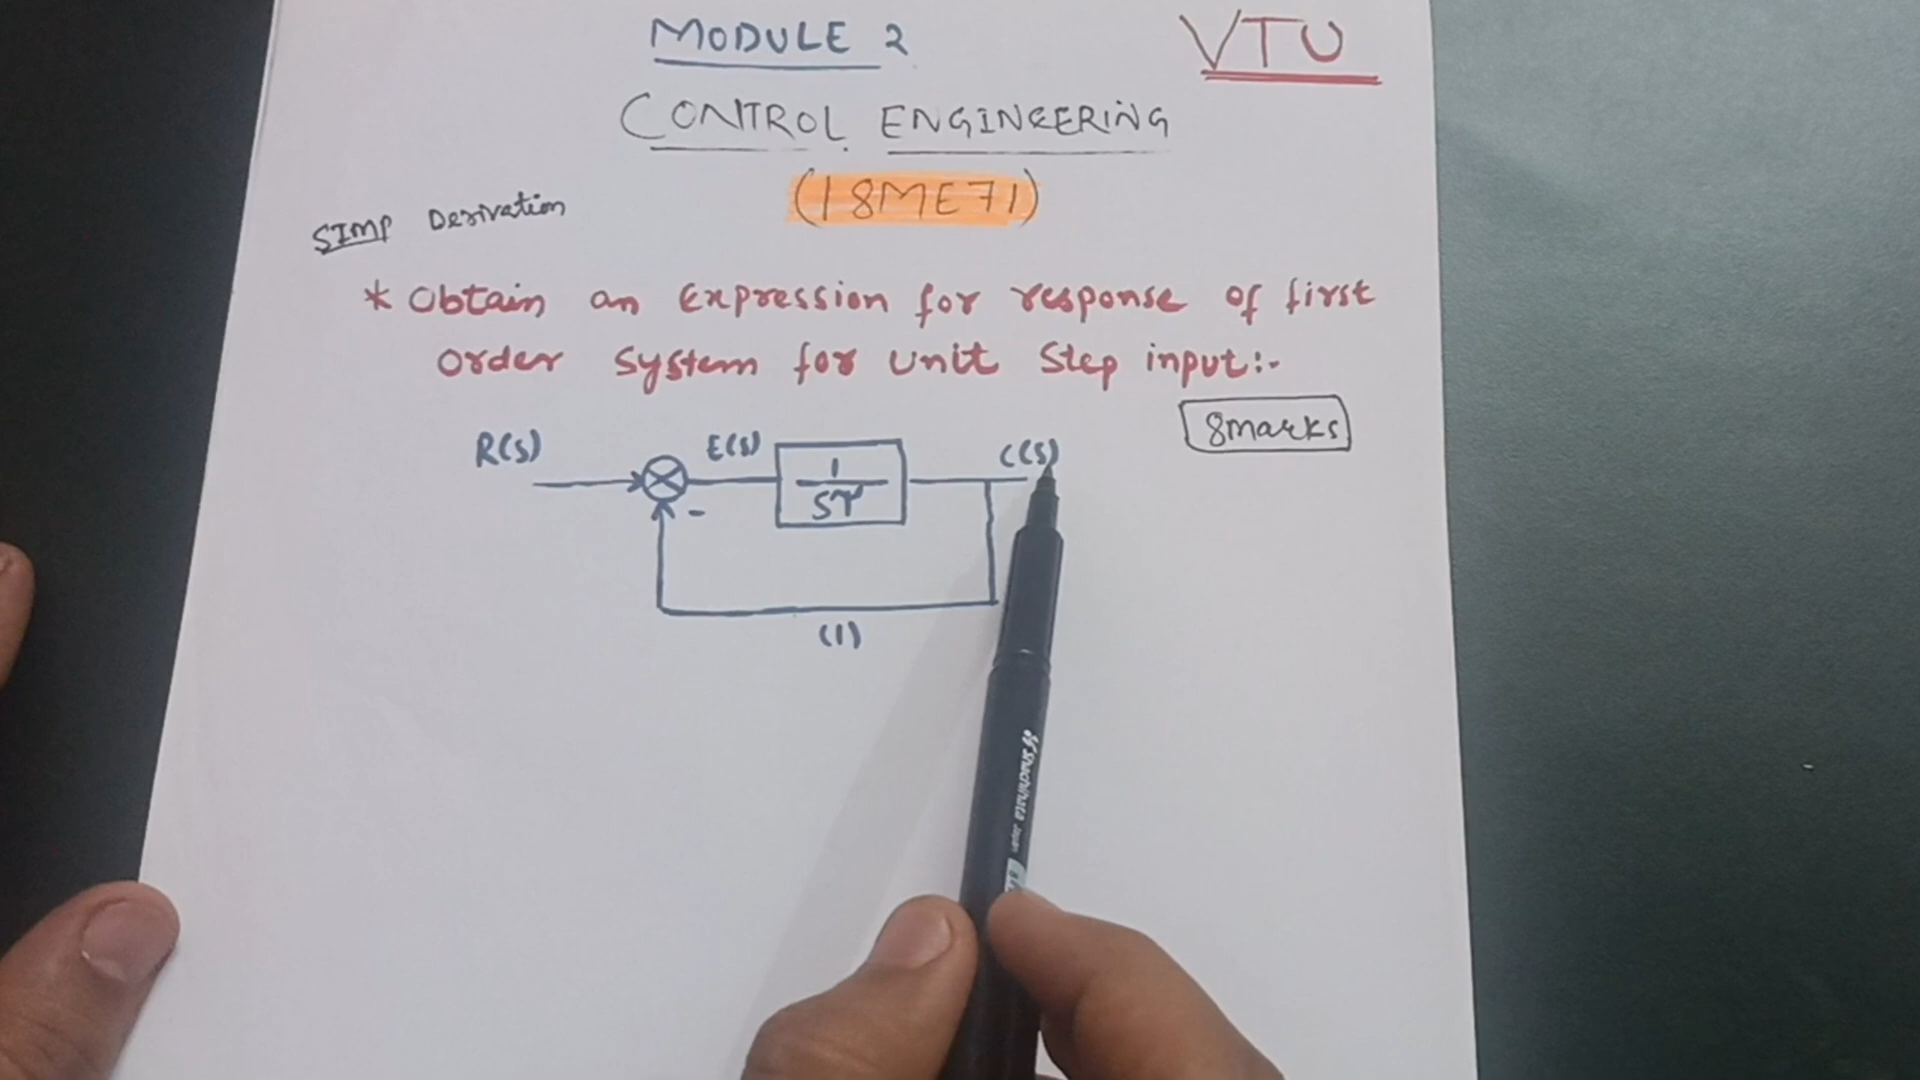 MODULE 2
VTU
CONTROL ENGINEERING
(18ME71)
SIMP Derivation
* Obtain an Expression for response of first
order system for unit step input:-
8marks
R(s)
E(s)
1
Sτ
C(s)
-
(1)